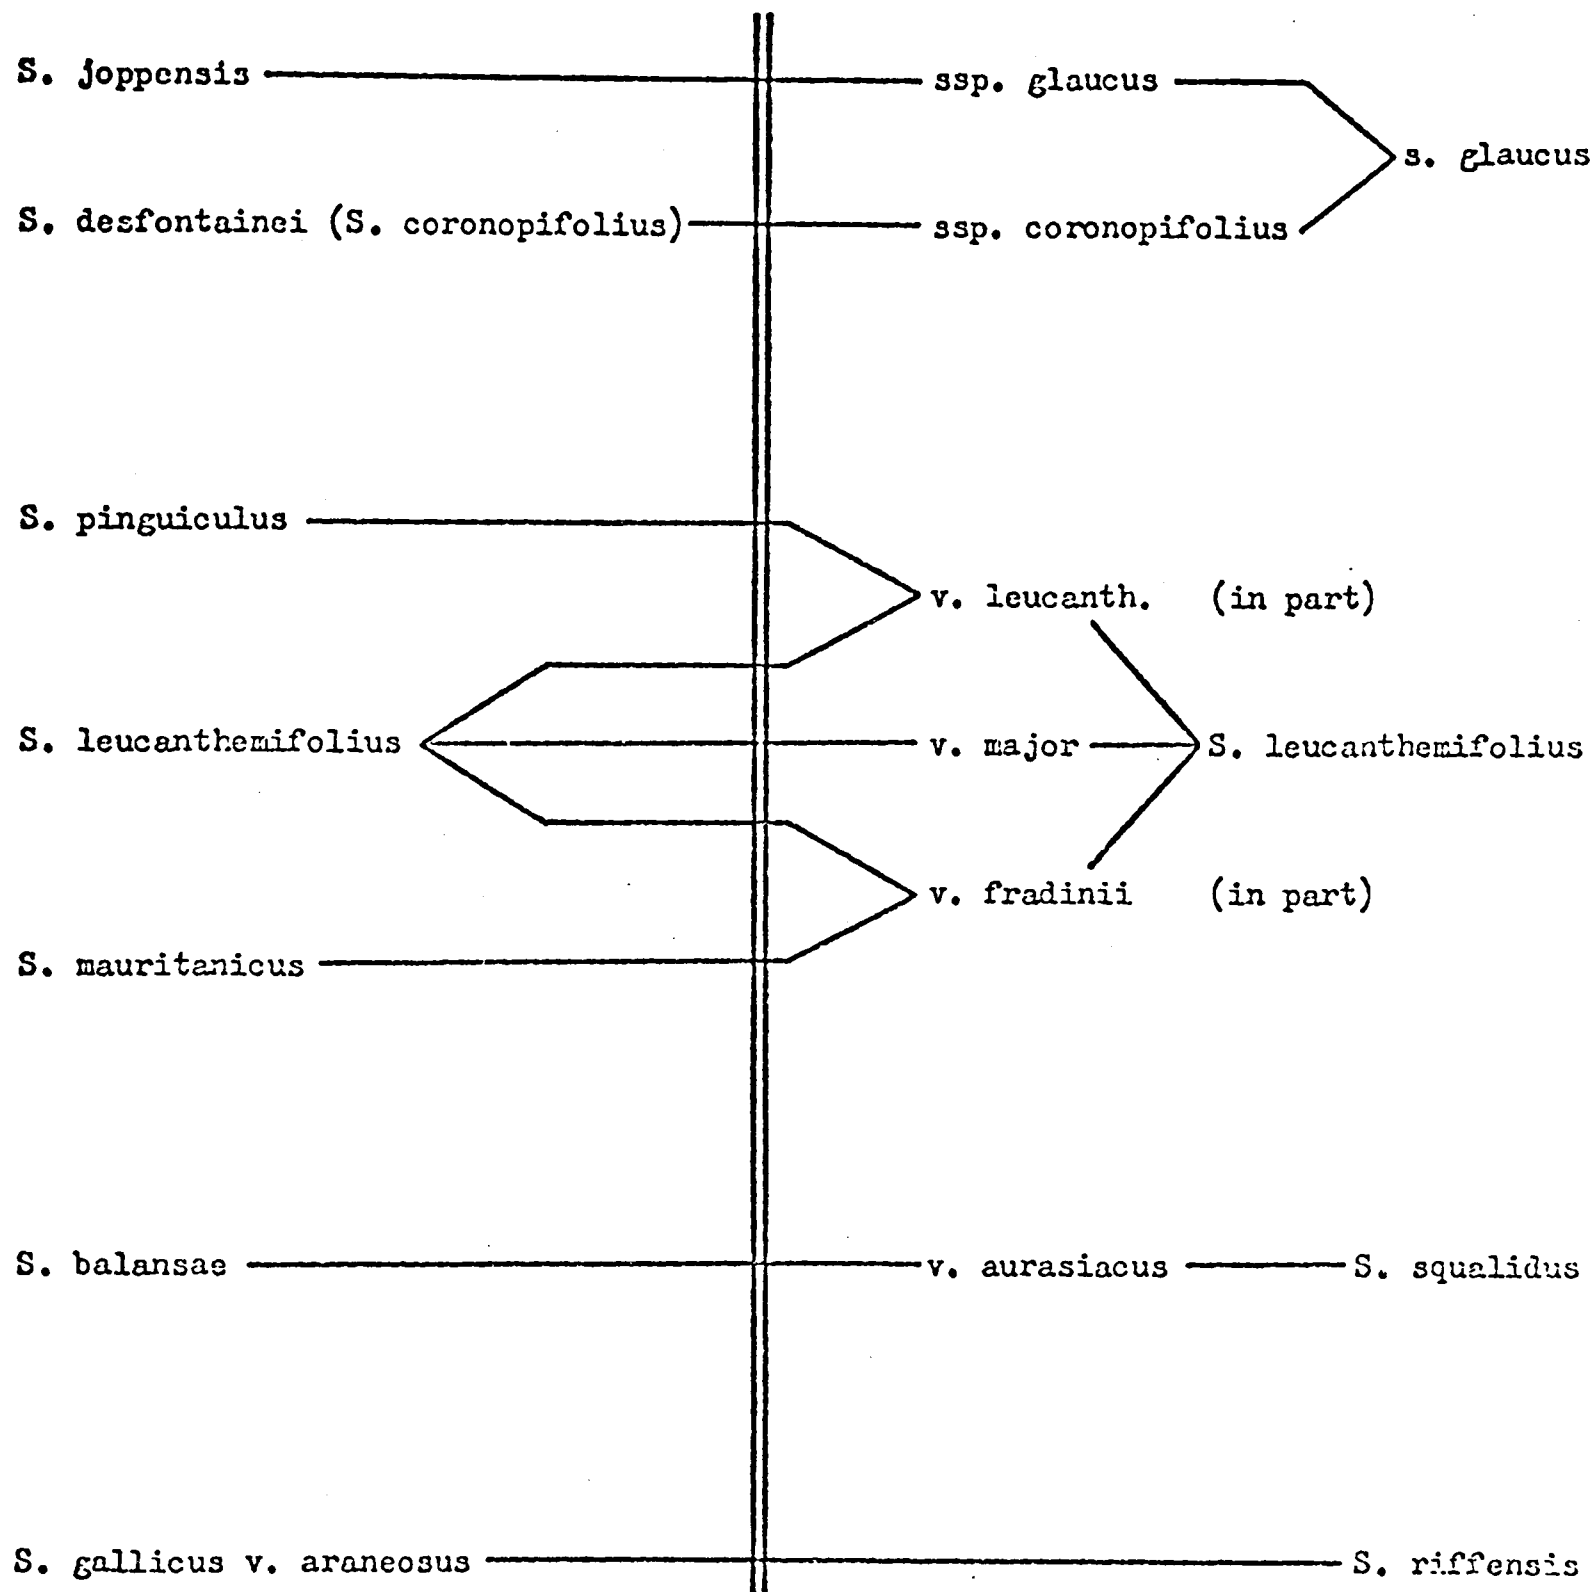 S. joppensis ssp. glaucus
s. glaucus
S. desfontainei (S. coronopifolius) ssp. coronopifolius
S. pinguiculus
v. leucanth. (in part)
S. leucanthemifolius v. major S. leucanthemifolius
v. fradinii (in part)
S. mauritanicus
S. balansae v. aurasiacus S. squalidus
S. gallicus v. araneosus S. riffensis